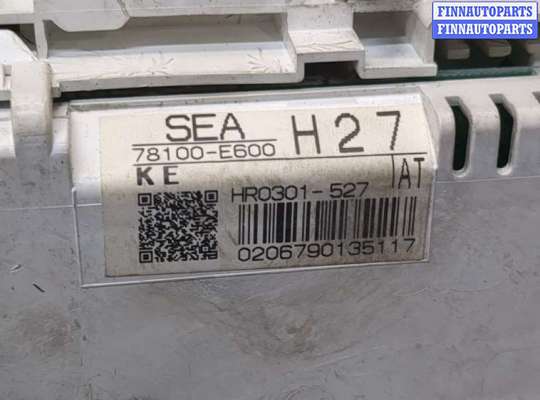 FINNAUTOPARTS
FINNAUTOPARTS
SEA H27
78100-E600
KE AT
HR0301-527
0206790135117